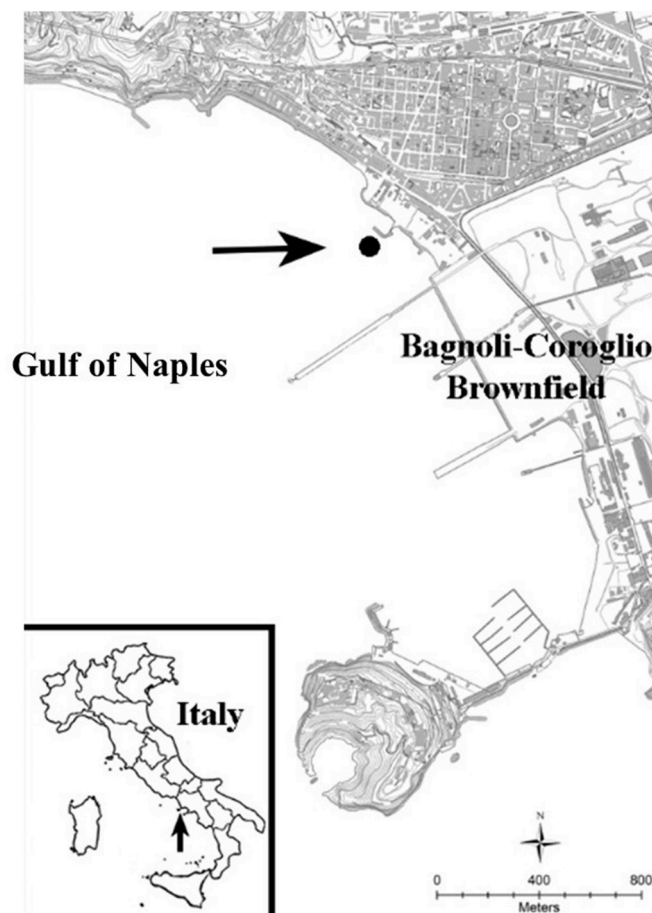 Gulf of Naples
Bagnoli-Coroglio
Brownfield
Italy
N
0 400 800
Meters